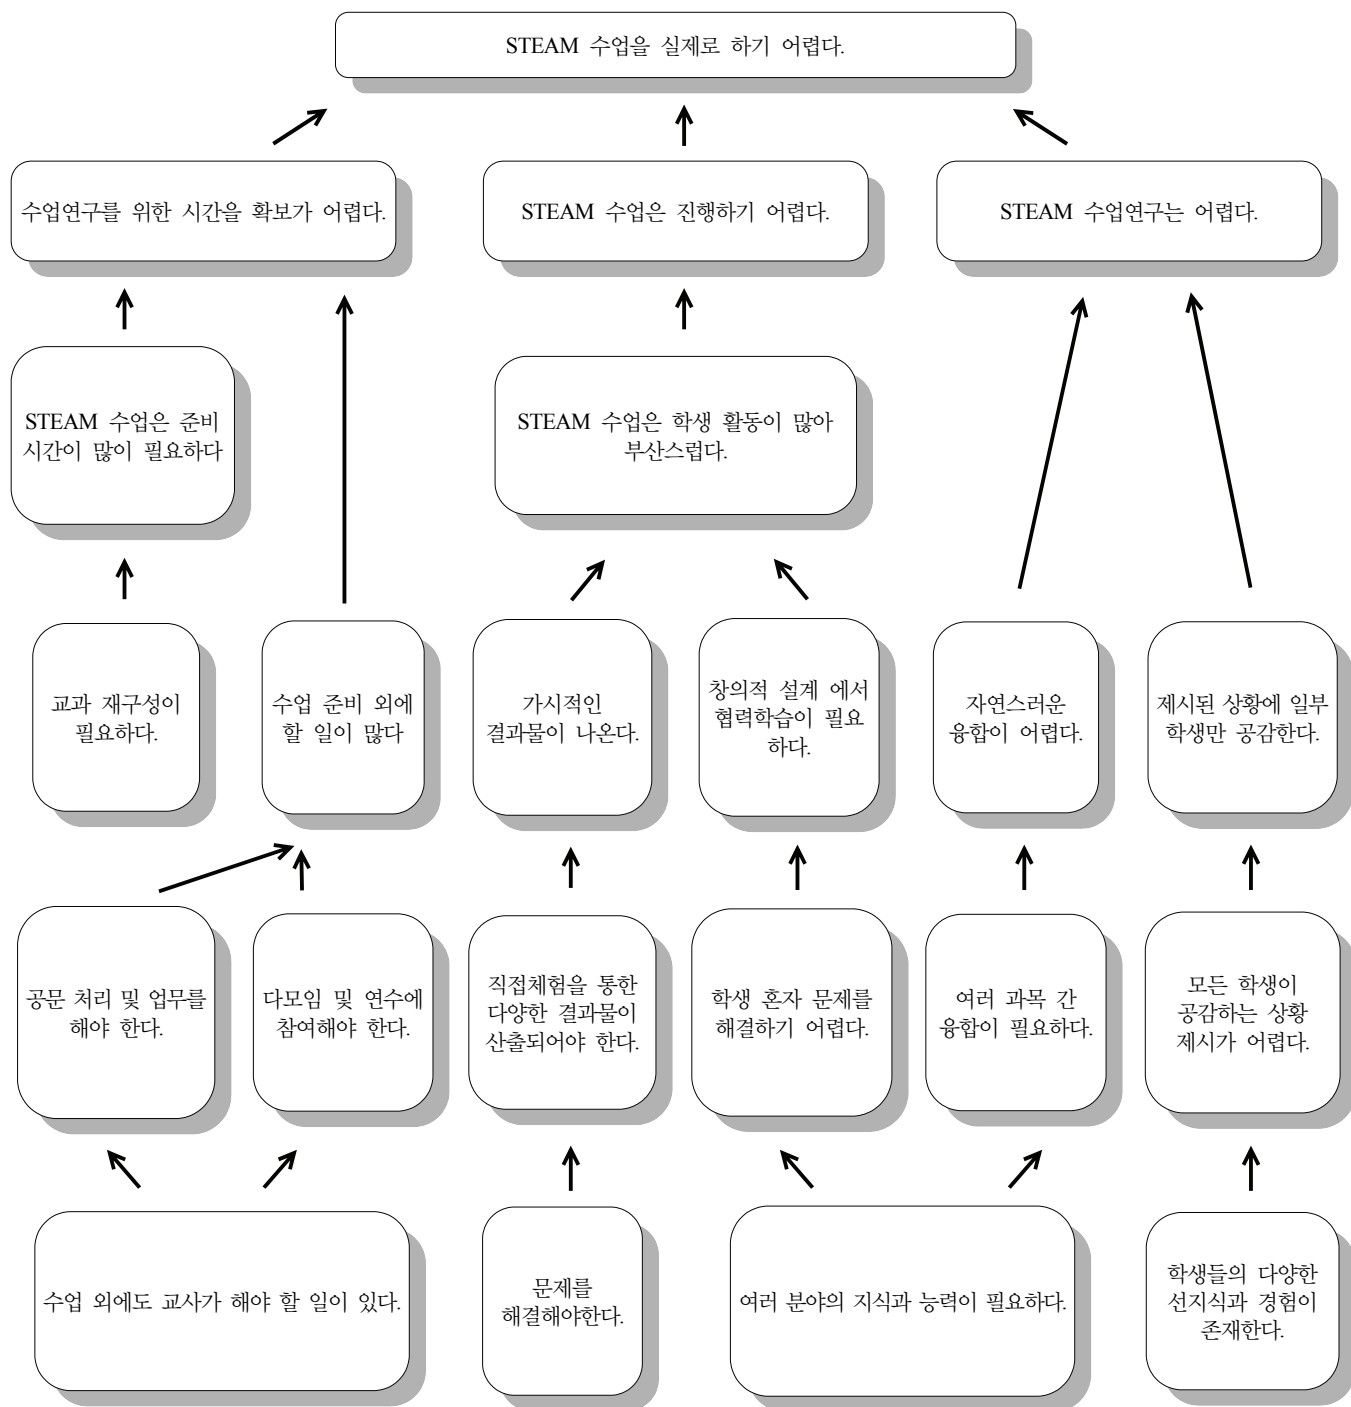 STEAM 수업을 실제로 하기 어렵다.
수업연구를 위한 시간을 확보가 어렵다.
STEAM 수업은 진행하기 어렵다.
STEAM 수업연구는 어렵다.
STEAM 수업은 준비
시간이 많이 필요하다
STEAM 수업은 학생 활동이 많아
부산스럽다.
교과 재구성이
필요하다.
수업 준비 외에
할 일이 많다
가시적인
결과물이 나온다.
창의적 설계 에서
협력학습이 필요
하다.
자연스러운
융합이 어렵다.
제시된 상황에 일부
학생만 공감한다.
공문 처리 및 업무를
해야 한다.
다모임 및 연수에
참여해야 한다.
직접체험을 통한
다양한 결과물이
산출되어야 한다.
학생 혼자 문제를
해결하기 어렵다.
여러 과목 간
융합이 필요하다.
모든 학생이
공감하는 상황
제시가 어렵다.
수업 외에도 교사가 해야 할 일이 있다.
문제를
해결해야한다.
여러 분야의 지식과 능력이 필요하다.
학생들의 다양한
선지식과 경험이
존재한다.